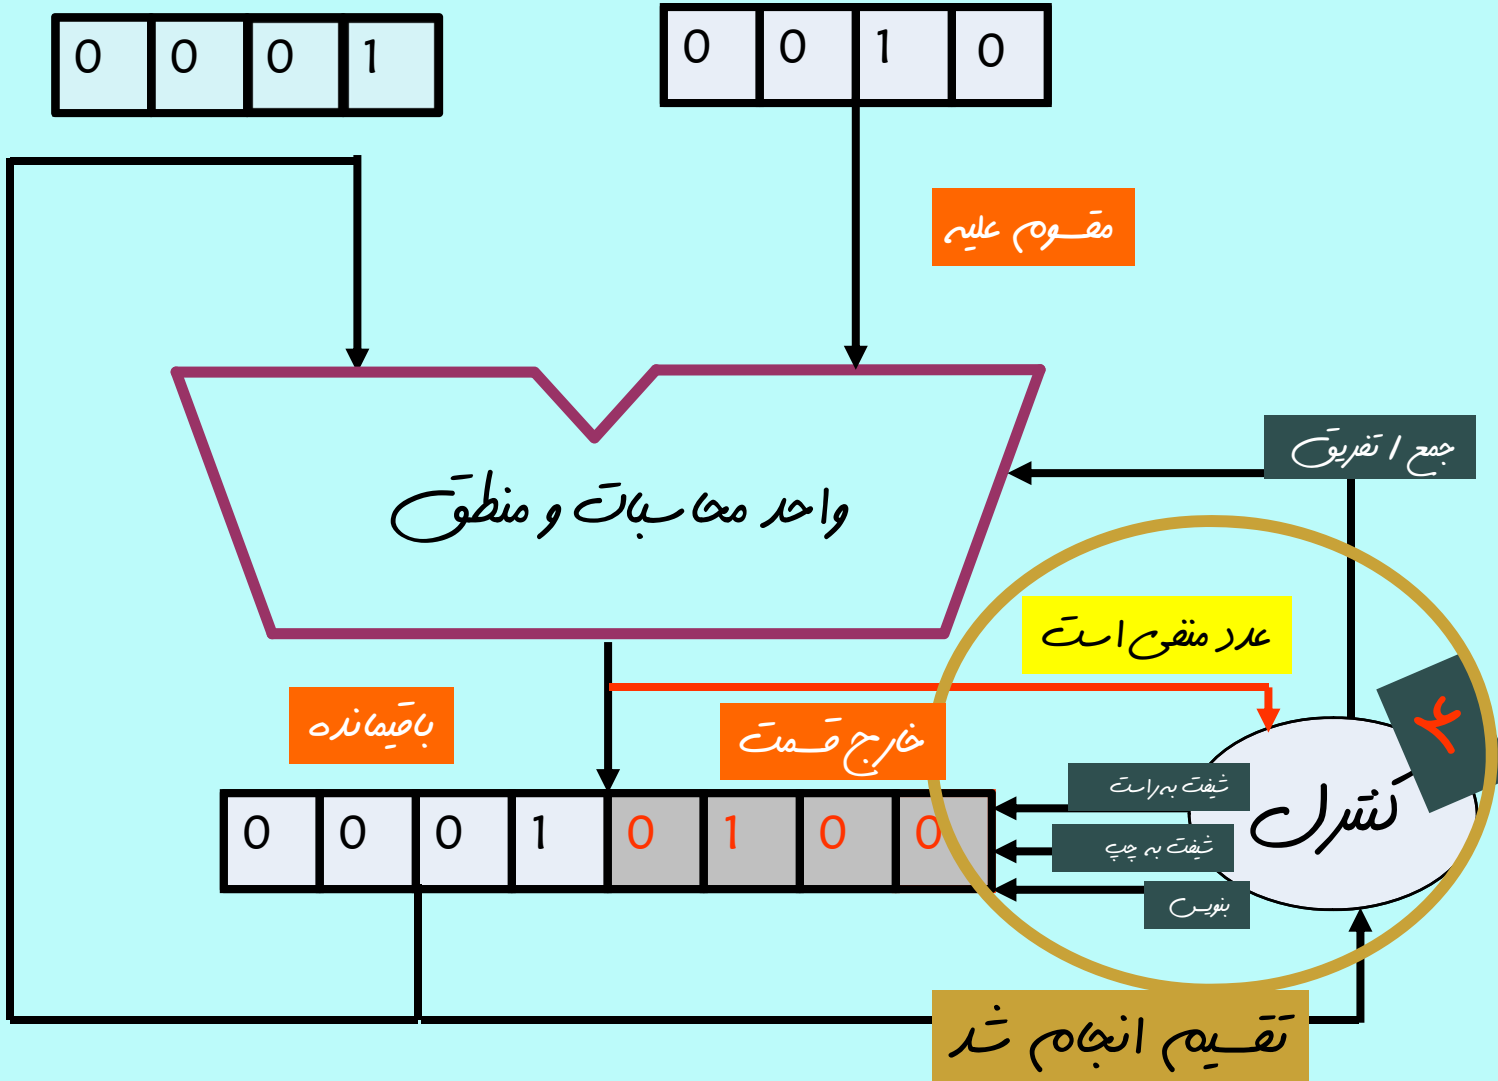 0 0 0 1
0 0 1 0
مقسوم علیه
جمع / تفریق
واحد محاسبات و منطق
عدد منفی است
باقیمانده
خارج قسمت
۴
کنترل
شیفت به راست
شیفت به چپ
بنویس
0 0 0 1 0 1 0 0
تقسیم انجام شد